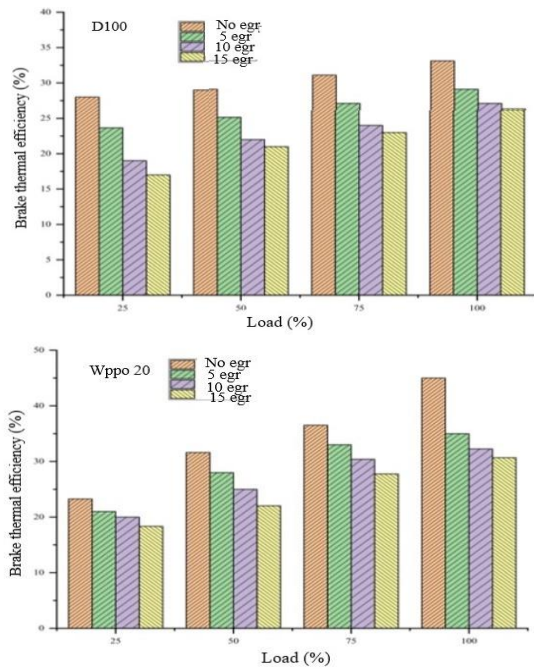 D100
No egr
5 egr
10 egr
15 egr
Brake thermal efficiency (%)
40
35
30
25
20
15
10
5
0
25 50 75 100
Load (%)
Wppo 20
No egr
5 egr
10 egr
15 egr
Brake thermal efficiency (%)
50
40
30
20
10
0
25 50 75 100
Load (%)